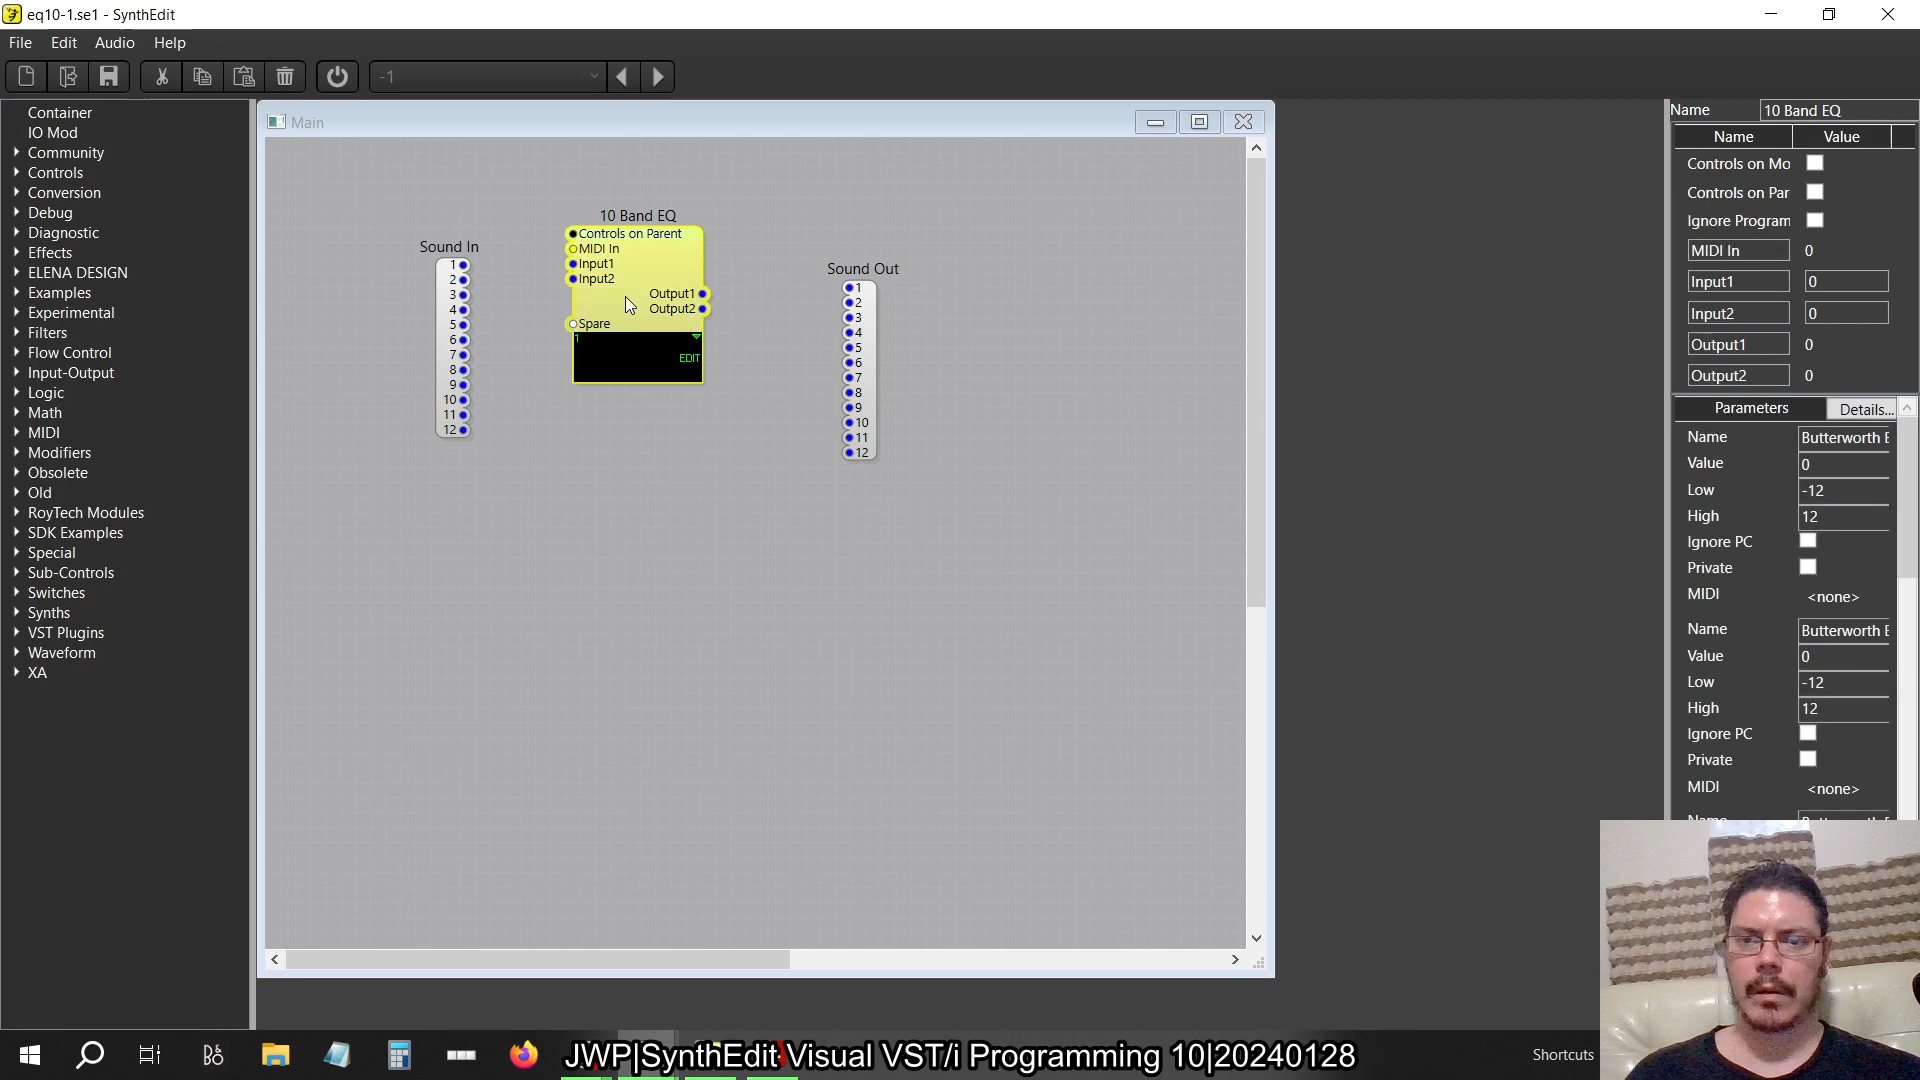 eq10-1.se1 - SynthEdit
File Edit Audio Help
-1
Container
IO Mod
Community
Controls
Conversion
Debug
Diagnostic
Effects
ELENA DESIGN
Examples
Experimental
Filters
Flow Control
Input-Output
Logic
Math
MIDI
Modifiers
Obsolete
Old
RoyTech Modules
SDK Examples
Special
Sub-Controls
Switches
Synths
VST Plugins
Waveform
XA
Main
Sound In
1
2
3
4
5
6
7
8
9
10
11
12
10 Band EQ
Controls on Parent
MIDI In
Input1
Input2
Output1
Output2
Spare
1
EDIT
Sound Out
1
2
3
4
5
6
7
8
9
10
11
12
Name 10 Band EQ
Name Value
Controls on Mo
Controls on Par
Ignore Program
MIDI In 0
Input1 0
Input2 0
Output1 0
Output2 0
Parameters Details...
Name Butterworth E
Value 0
Low -12
High 12
Ignore PC
Private
MIDI <none>
Name Butterworth E
Value 0
Low -12
High 12
Ignore PC
Private
MIDI <none>
JWP|SynthEdit Visual VST/i Programming 10|20240128
Shortcuts